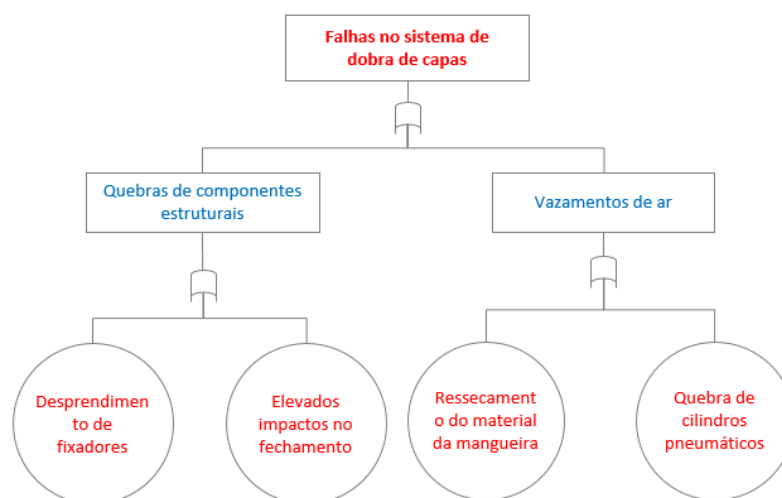 Falhas no sistema de
dobra de capas
Quebras de componentes
estruturais
Vazamentos de ar
Desprendimen
to de
fixadores
Elevados
impactos no
fechamento
Ressecament
o do material
da mangueira
Quebra de
cilindros
pneumáticos